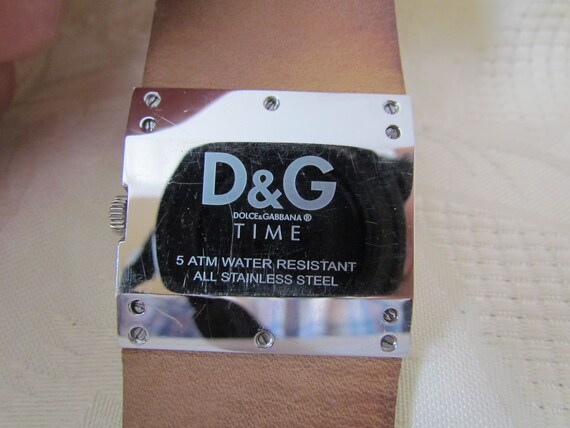 D&G
DOLCE&GABBANA®
TIME
5 ATM WATER RESISTANT
ALL STAINLESS STEEL